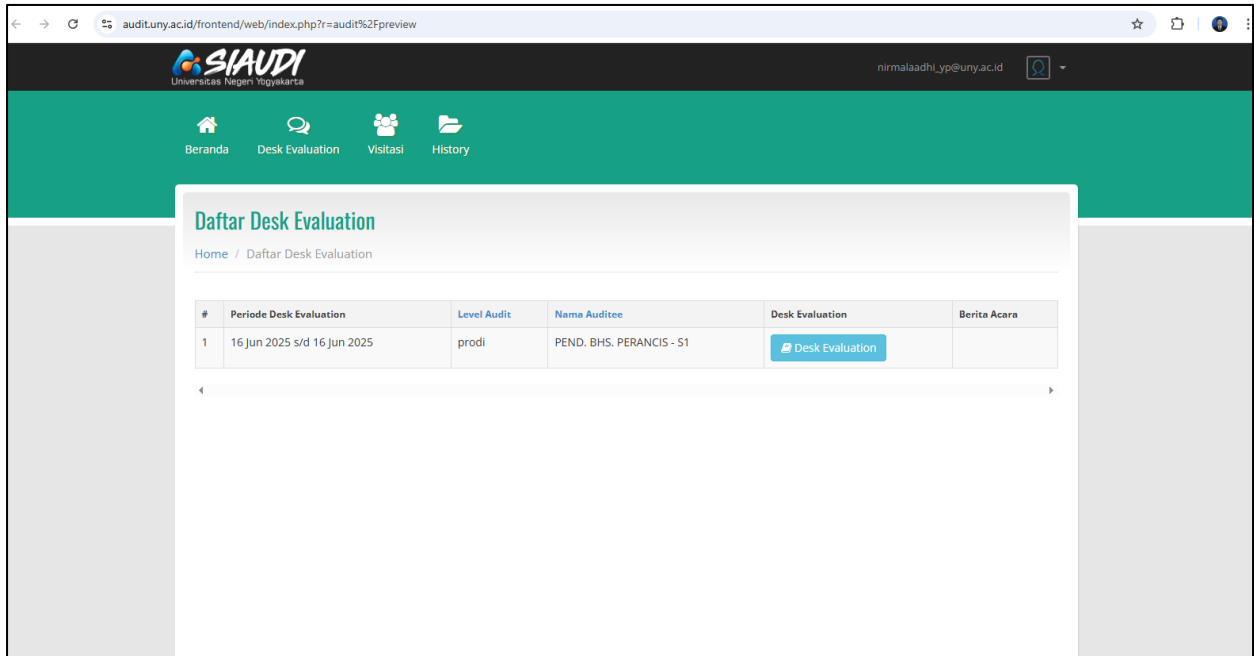 audit.uny.ac.id/frontend/web/index.php?r=audit%2Fpreview
SIAUDI
Universitas Negeri Yogyakarta
nirmalaadhi_yp@uny.ac.id
Beranda Desk Evaluation Visitasi History
Daftar Desk Evaluation
Home / Daftar Desk Evaluation
# Periode Desk Evaluation Level Audit Nama Auditee Desk Evaluation Berita Acara
1 16 Jun 2025 s/d 16 Jun 2025 prodi PEND. BHS. PERANCIS - S1 Desk Evaluation